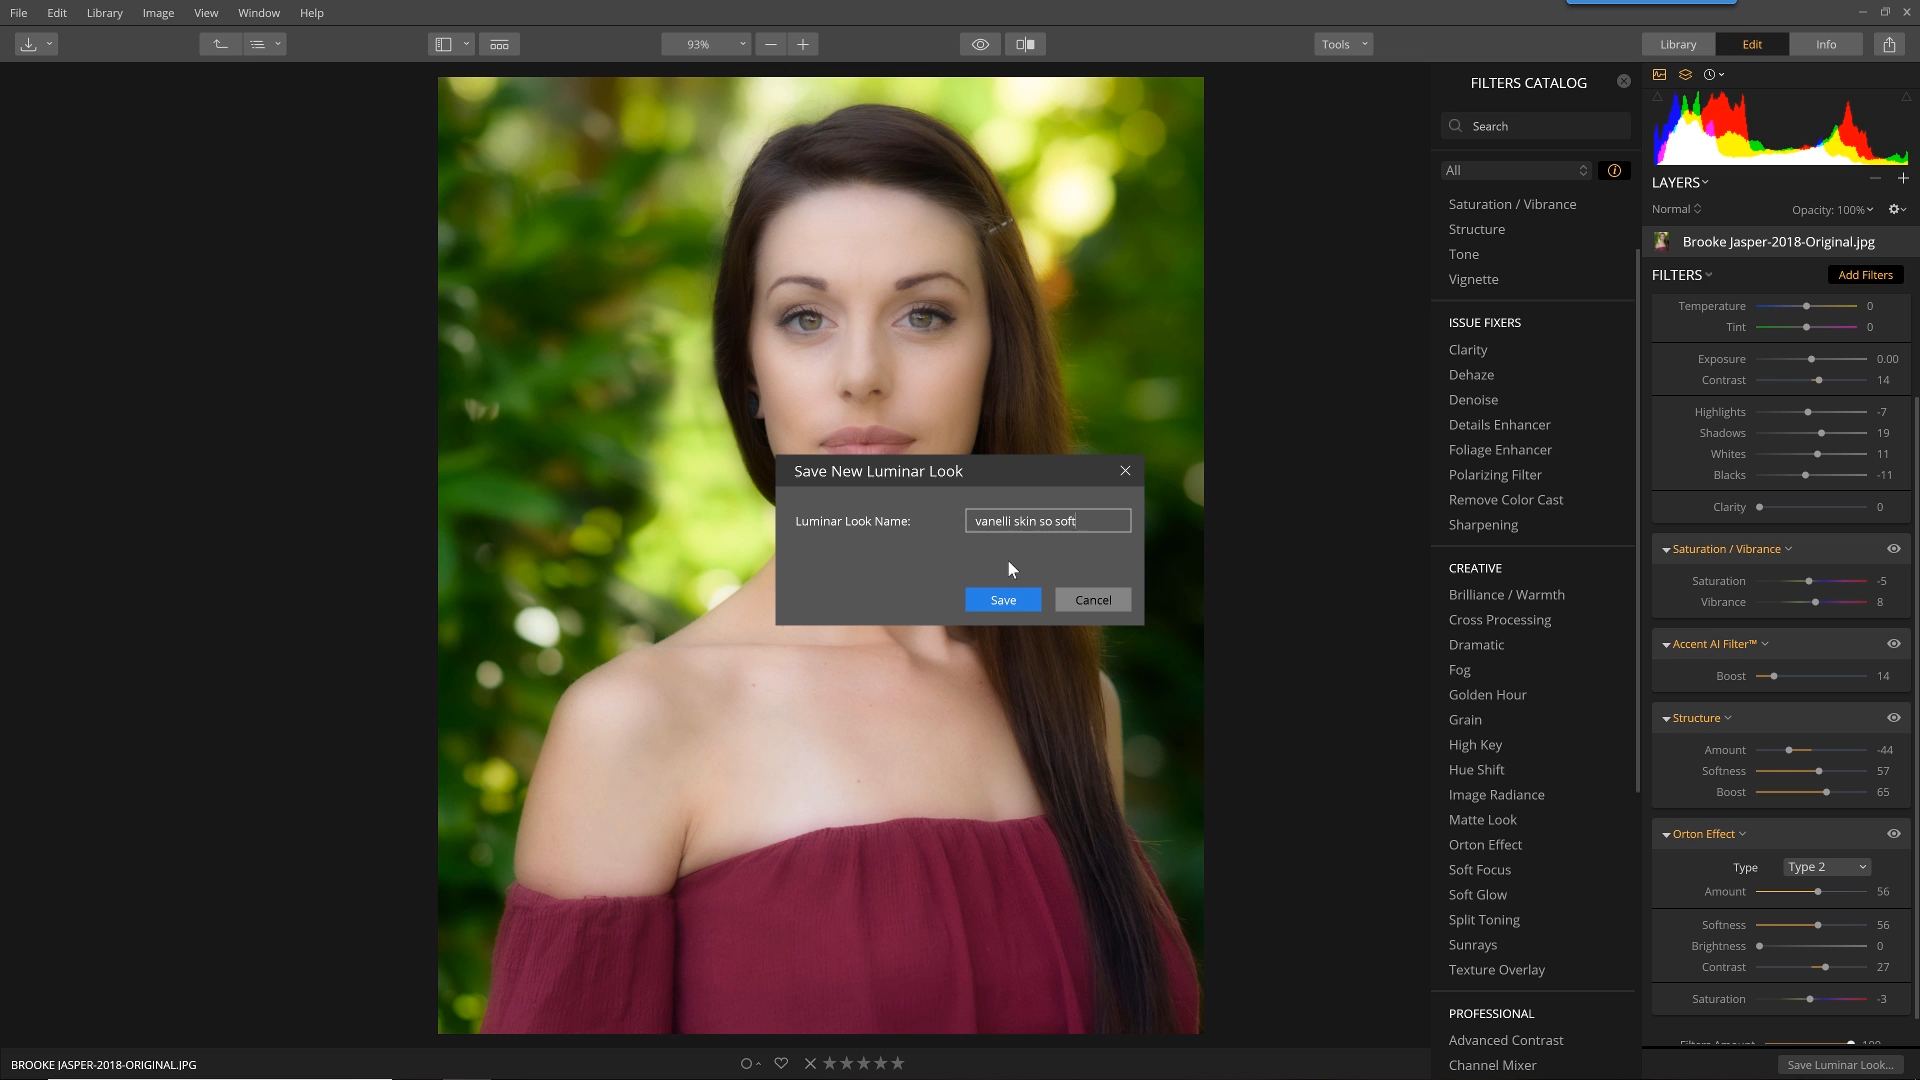 File Edit Library Image View Window Help
93% Tools Library Edit Info
FILTERS CATALOG
Search
All
Saturation / Vibrance
Structure
Tone
Vignette
ISSUE FIXERS
Clarity
Dehaze
Denoise
Details Enhancer
Foliage Enhancer
Polarizing Filter
Remove Color Cast
Sharpening
CREATIVE
Brilliance / Warmth
Cross Processing
Dramatic
Fog
Golden Hour
Grain
High Key
Hue Shift
Image Radiance
Matte Look
Orton Effect
Soft Focus
Soft Glow
Split Toning
Sunrays
Texture Overlay
PROFESSIONAL
Advanced Contrast
Channel Mixer
LAYERS
Normal Opacity: 100%
Brooke Jasper-2018-Original.jpg
FILTERS Add Filters
Temperature 0
Tint 0
Exposure 0.00
Contrast 14
Highlights -7
Shadows 19
Whites 11
Blacks -11
Clarity 0
Saturation / Vibrance
Saturation -5
Vibrance 8
Accent AI Filter™
Boost 14
Structure
Amount -44
Softness 57
Boost 65
Orton Effect
Type Type 2
Amount 56
Softness 56
Brightness 0
Contrast 27
Saturation -3
Filters Amount 100
Save Luminar Look...
Save New Luminar Look
Luminar Look Name: vanelli skin so soft
Save Cancel
BROOKE JASPER-2018-ORIGINAL.JPG